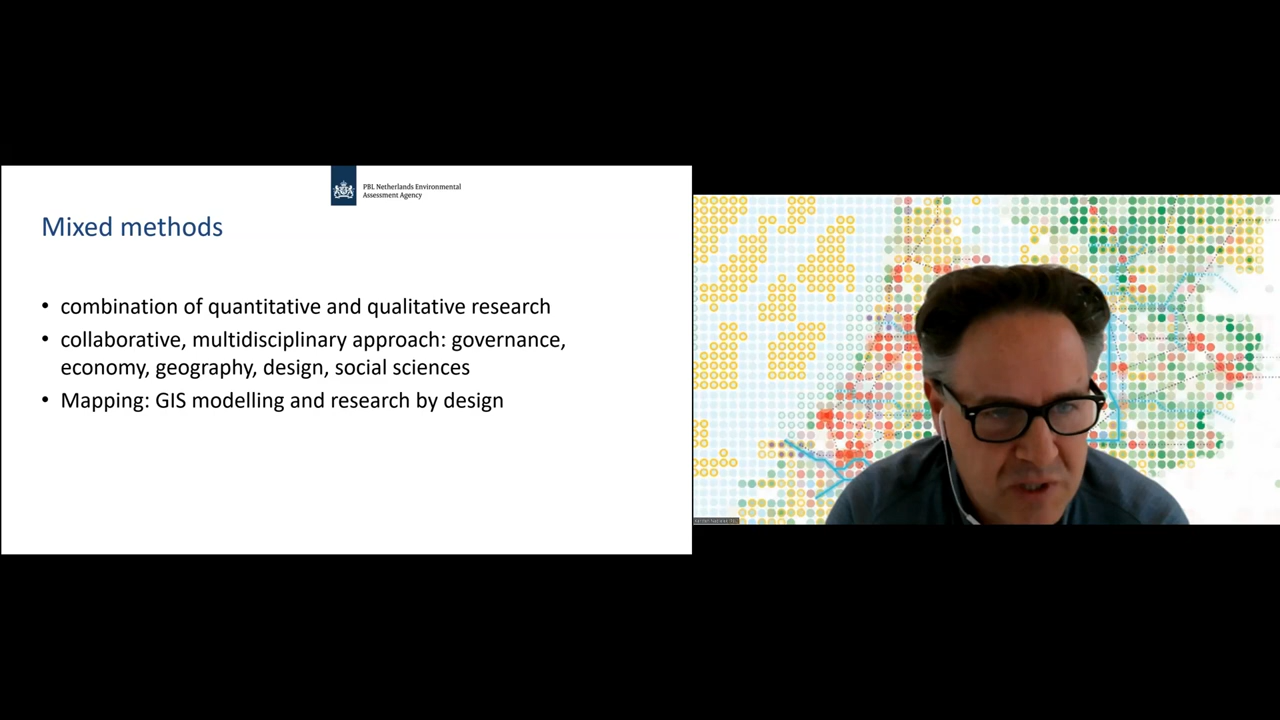 PBL Netherlands Environmental
Assessment Agency
Mixed methods
• combination of quantitative and qualitative research
• collaborative, multidisciplinary approach: governance,
economy, geography, design, social sciences
• Mapping: GIS modelling and research by design